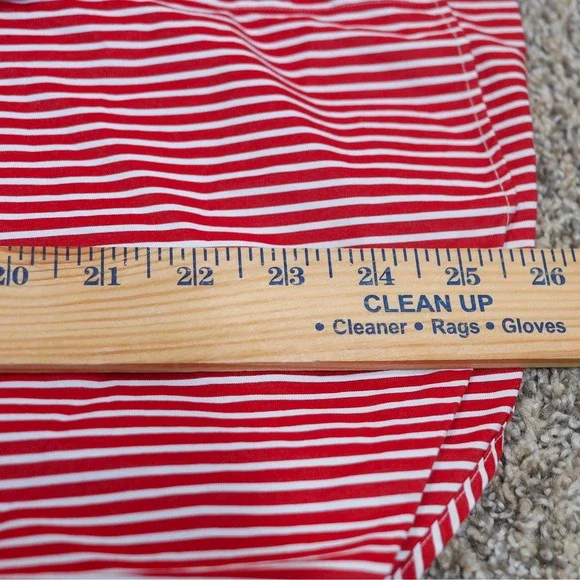 20 21 22 23 24 25 26
CLEAN UP
• Cleaner • Rags • Gloves